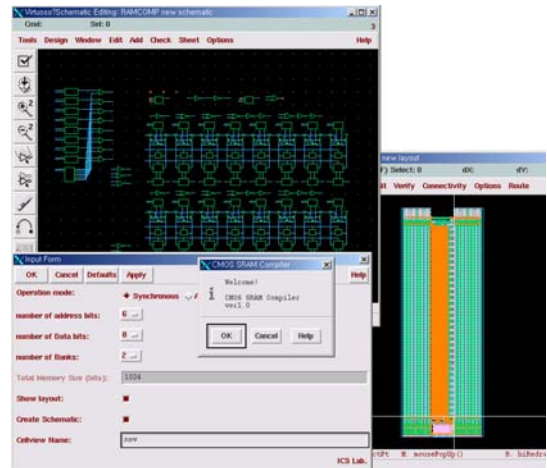 Virtuoso?Schematic Editing: RAMCOMP new schematic
Cmd: Sel: 0 3
Tools Design Window Edit Add Check Sheet Options Help
new layout
F) Select: 0 dX: dY:
Verify Connectivity Options Route
Input Form
OK Cancel Defaults Apply Help
Operation mode: Synchronous
number of address bits: 6
number of Data bits: 8
number of Banks: 2
Total Memory Size (bits): 1024
Show layout:
Create Schematic:
Cellview Name: new
ICS Lab.
CMOS SRAM Compiler
Welcome!
CMOS SRAM Compiler
ver1.0
OK Cancel Help
M: mousePopUp()